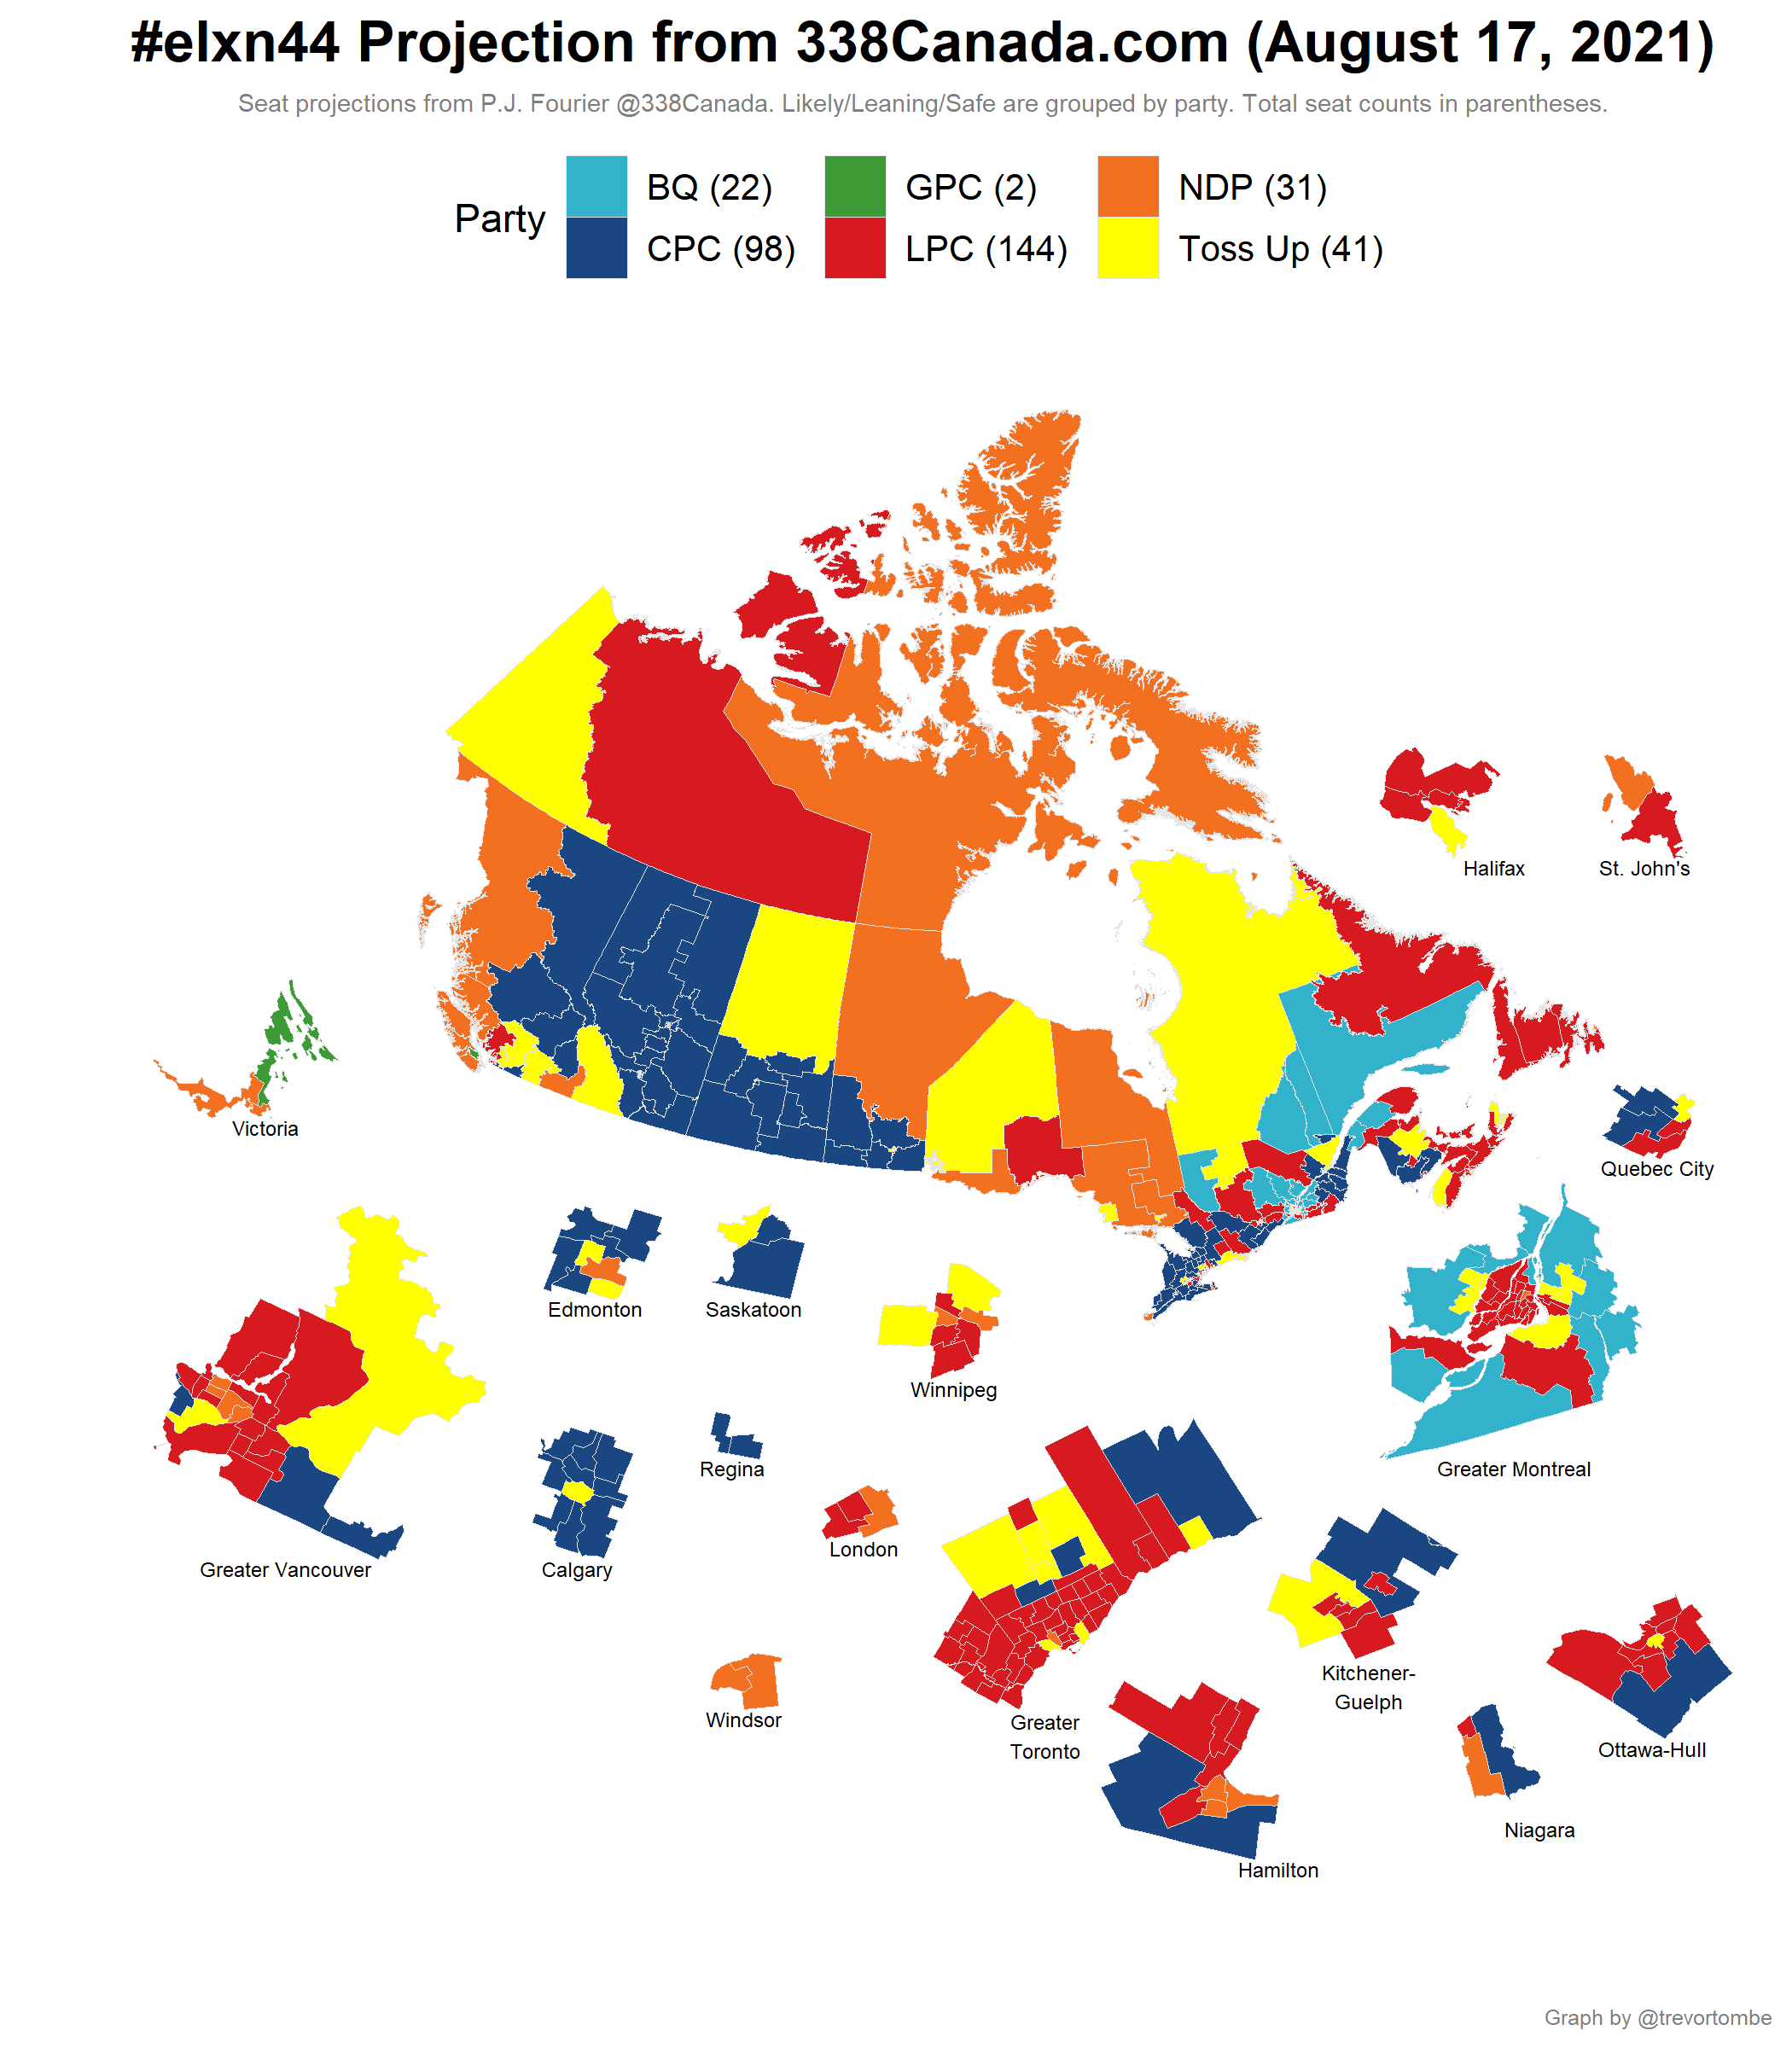 #elxn44 Projection from 338Canada.com (August 17, 2021)
Seat projections from P.J. Fourier @338Canada. Likely/Leaning/Safe are grouped by party. Total seat counts in parentheses.
Party
BQ (22)
GPC (2)
NDP (31)
CPC (98)
LPC (144)
Toss Up (41)
Halifax
St. John's
Victoria
Quebec City
Edmonton
Saskatoon
Winnipeg
Regina
Greater Montreal
London
Greater Vancouver
Calgary
Kitchener-
Guelph
Windsor
Greater
Toronto
Ottawa-Hull
Niagara
Hamilton
Graph by @trevortombe